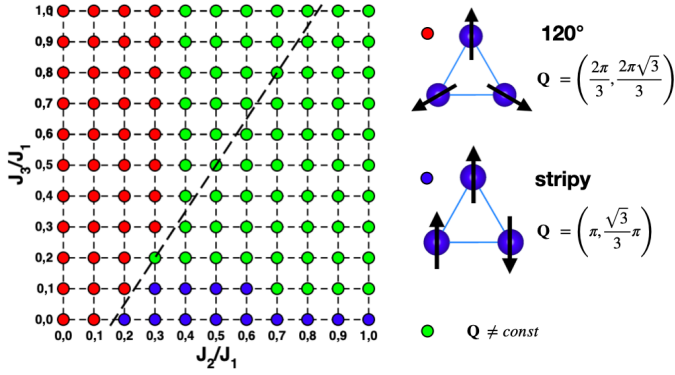 1,0
0,9
0,8
0,7
0,6
0,5
0,4
0,3
0,2
0,1
0,0
J3/J1
0,0 0,1 0,2 0,3 0,4 0,5 0,6 0,7 0,8 0,9 1,0
J2/J1
120°
Q = (2π/3, 2π√3/3)
stripy
Q = (π, √3/3 π)
Q ≠ const